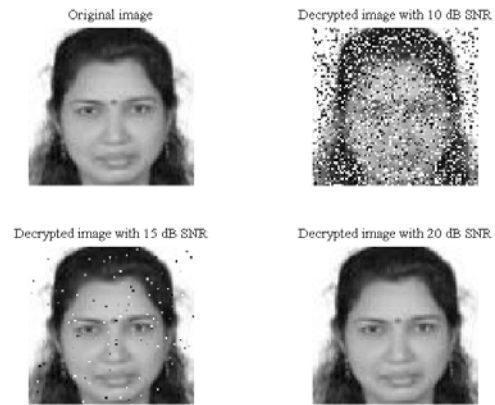 Original image
Decrypted image with 10 dB SNR
Decrypted image with 15 dB SNR
Decrypted image with 20 dB SNR